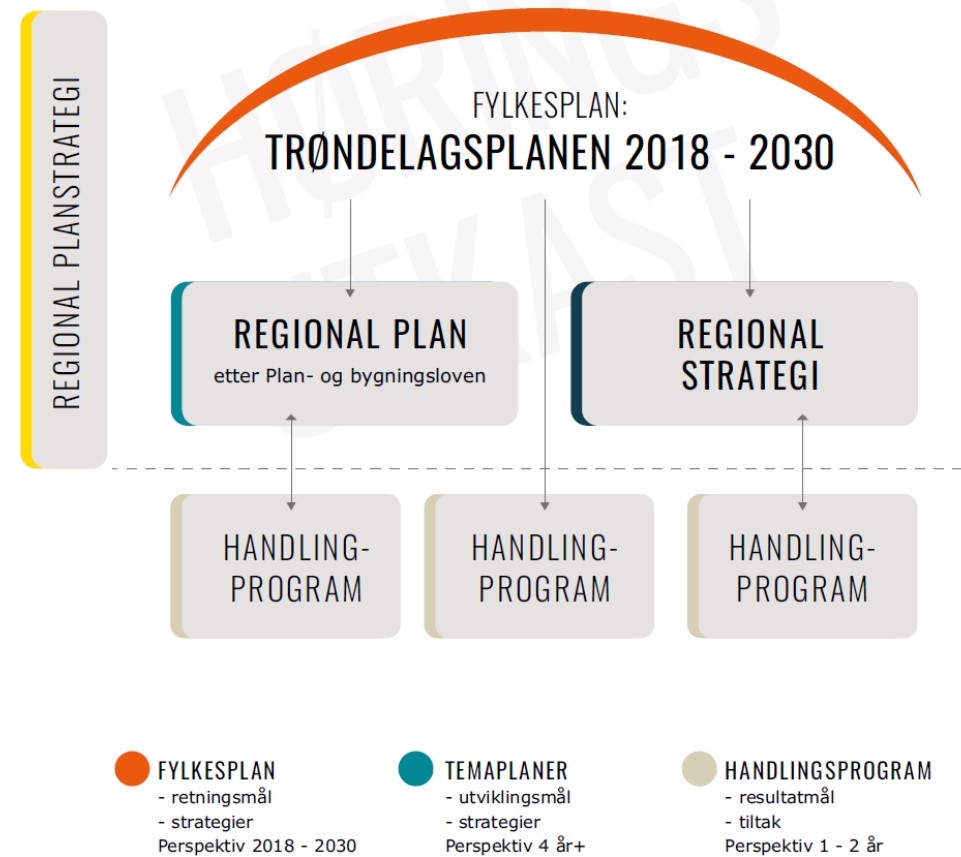 REGIONAL PLANSTRATEGI
HØRINGS
UTKAST
FYLKESPLAN:
TRØNDELAGSPLANEN 2018 - 2030
REGIONAL PLAN
etter Plan- og bygningsloven
REGIONAL
STRATEGI
HANDLING-
PROGRAM
HANDLING-
PROGRAM
HANDLING-
PROGRAM
FYLKESPLAN
- retningsmål
- strategier
Perspektiv 2018 - 2030
TEMAPLANER
- utviklingsmål
- strategier
Perspektiv 4 år+
HANDLINGSPROGRAM
- resultatmål
- tiltak
Perspektiv 1 - 2 år